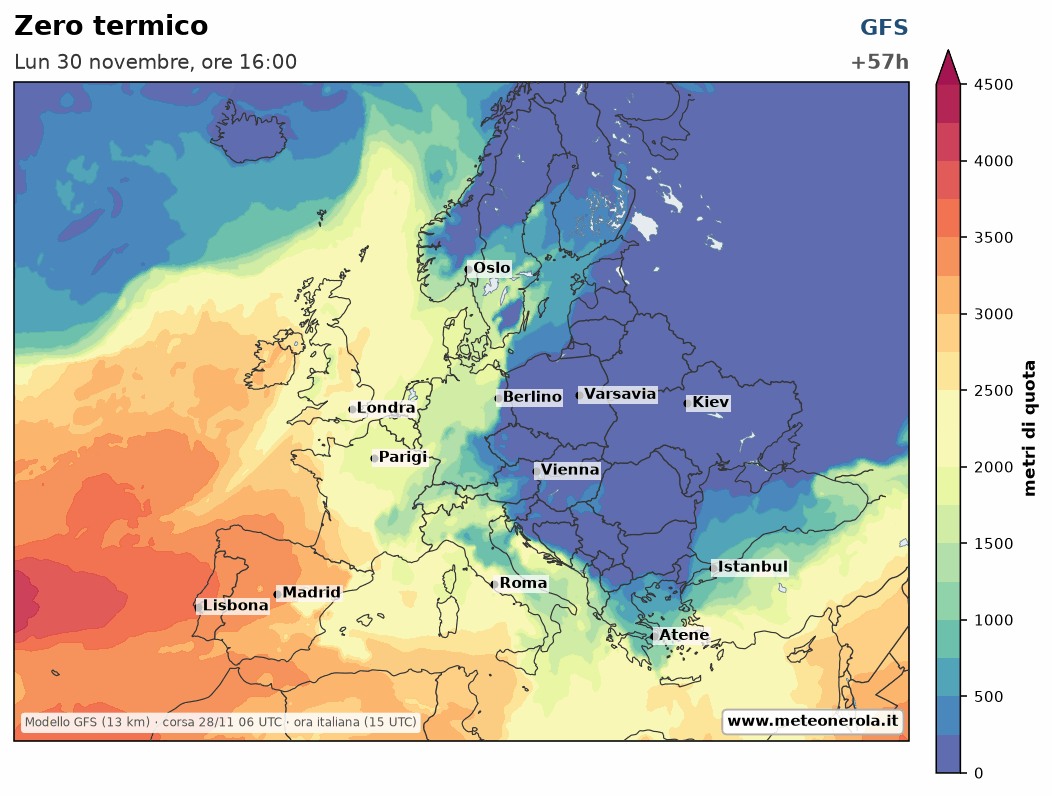 Zero termico
GFS
Lun 30 novembre, ore 16:00
+57h
4500
4000
3500
3000
2500
2000
1500
1000
500
0
metri di quota
Oslo
Berlino
Varsavia
Kiev
Londra
Parigi
Vienna
Istanbul
Roma
Madrid
Lisbona
Atene
Modello GFS (13 km) · corsa 28/11 06 UTC · ora italiana (15 UTC)
www.meteonerola.it